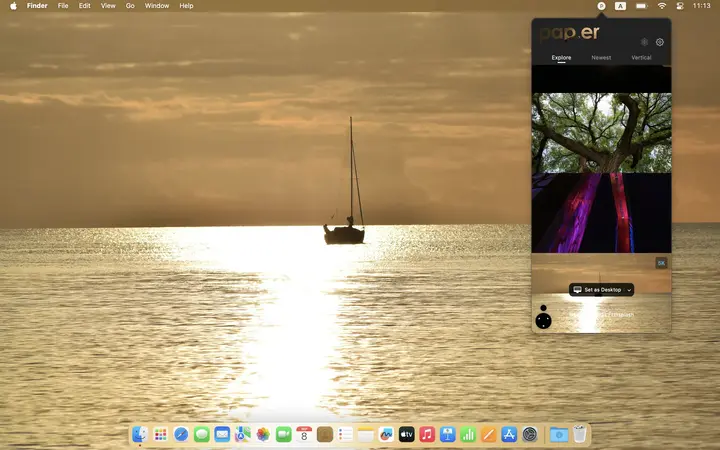 Finder File Edit View Go Window Help A 11:13
pap.er
Explore Newest Vertical
5K
Set as Desktop
8
tv